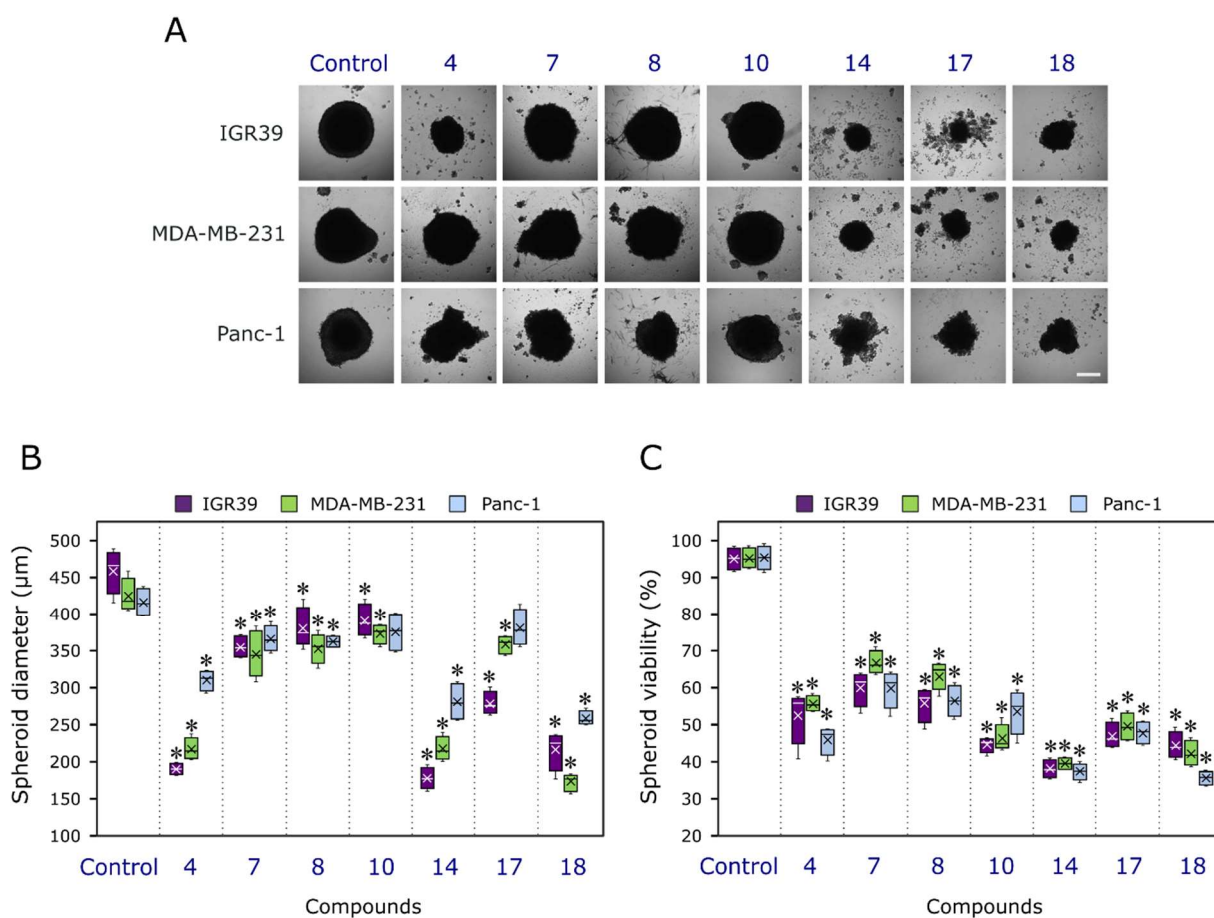 A
Control 4 7 8 10 14 17 18
IGR39
MDA-MB-231
Panc-1
B
IGR39 MDA-MB-231 Panc-1
Spheroid diameter (µm)
500
450
400
350
300
250
200
150
100
* * * * * * * * * * * * * * * * * * *
Control 4 7 8 10 14 17 18
Compounds
C
IGR39 MDA-MB-231 Panc-1
Spheroid viability (%)
100
90
80
70
60
50
40
30
20
* * * * * * * * * * * * * * * * * * * * *
Control 4 7 8 10 14 17 18
Compounds